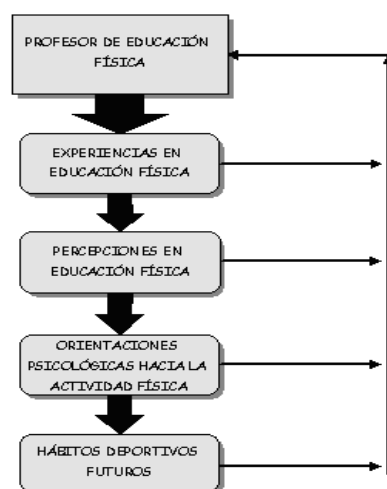 PROFESOR DE EDUCACIÓN
FÍSICA
EXPERIENCIAS EN
EDUCACIÓN FÍSICA
PERCEPCIONES EN
EDUCACIÓN FÍSICA
ORIENTACIONES
PSICOLÓGICAS HACIA LA
ACTIVIDAD FÍSICA
HÁBITOS DEPORTIVOS
FUTUROS